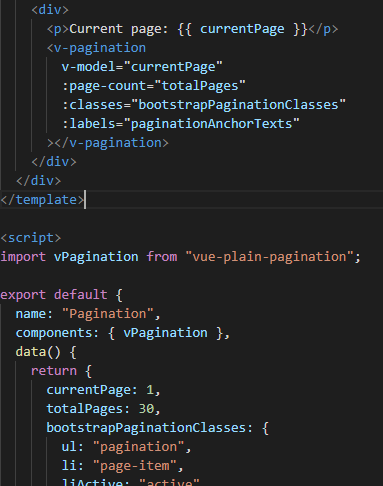 <div>
<p>Current page: {{ currentPage }}</p>
<v-pagination
v-model="currentPage"
:page-count="totalPages"
:classes="bootstrapPaginationClasses"
:labels="paginationAnchorTexts"
></v-pagination>
</div>
</div>
</template>
<script>
import vPagination from "vue-plain-pagination";
export default {
name: "Pagination",
components: { vPagination },
data() {
return {
currentPage: 1,
totalPages: 30,
bootstrapPaginationClasses: {
ul: "pagination",
li: "page-item",
liActive: "active"